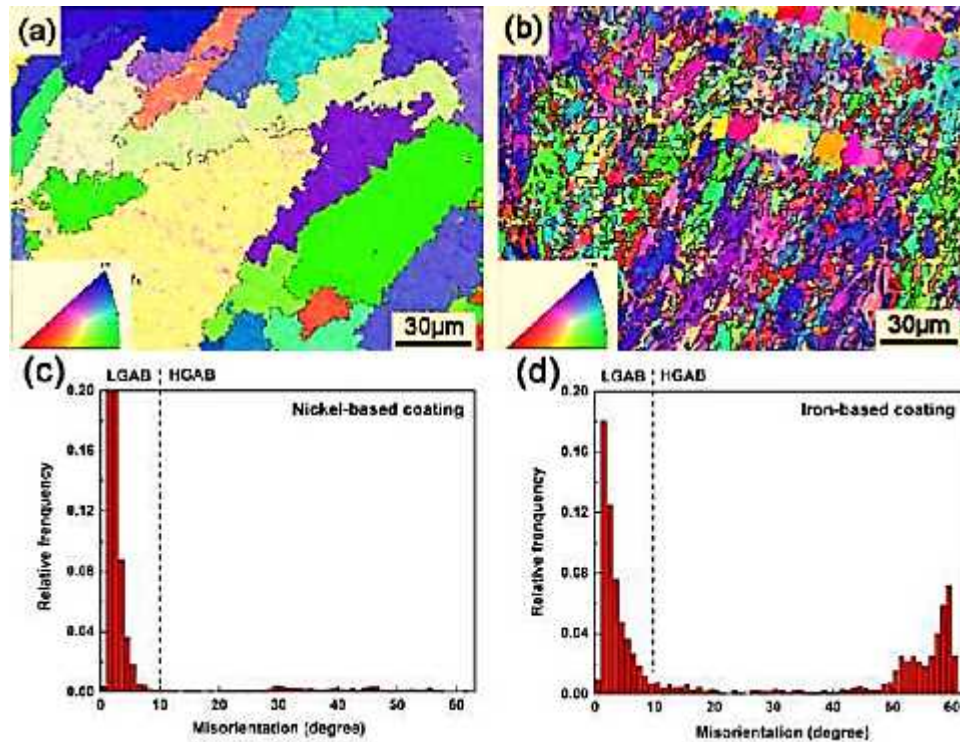 (a)
(b)
30μm
30μm
(c)
LGAB HGAB
(d)
LGAB HGAB
Nickel-based coating
Iron-based coating
0.20
0.16
0.12
0.08
0.04
0.00
Relative frenquency
0 10 20 30 40 50 60
Misorientation (degree)
0.20
0.16
0.12
0.08
0.04
0.00
Relative frenquency
0 10 20 30 40 50 60
Misorientation (degree)